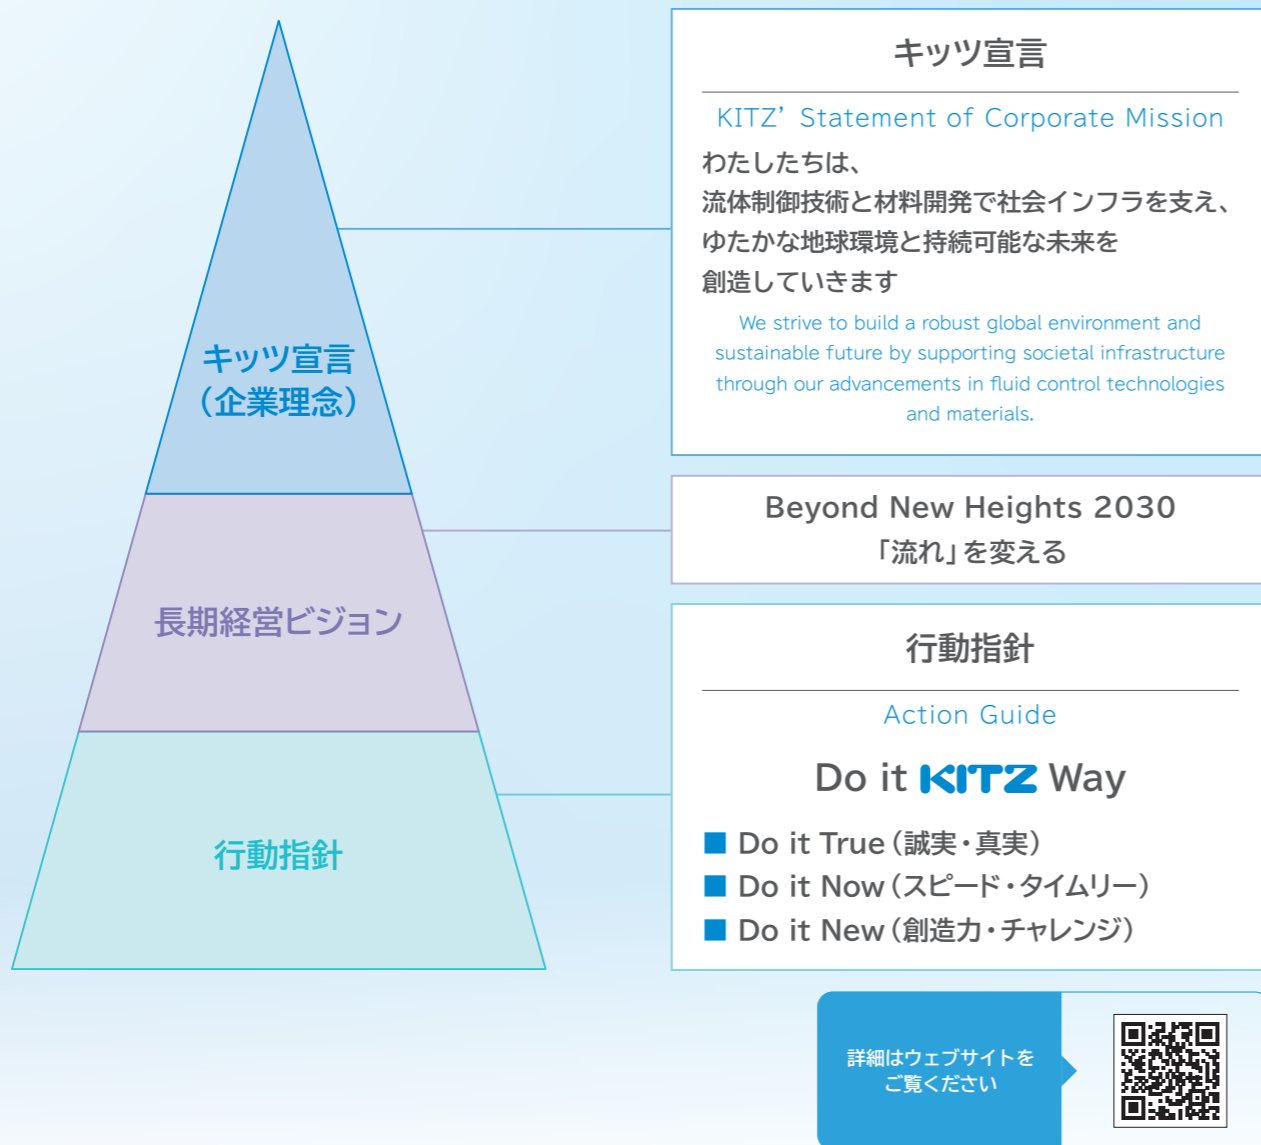 キッツ宣言
（企業理念）
長期経営ビジョン
行動指針
キッツ宣言
KITZ’ Statement of Corporate Mission
わたしたちは、
流体制御技術と材料開発で社会インフラを支え、
ゆたかな地球環境と持続可能な未来を
創造していきます
We strive to build a robust global environment and
sustainable future by supporting societal infrastructure
through our advancements in fluid control technologies
and materials.
Beyond New Heights 2030
「流れ」を変える
行動指針
Action Guide
Do it KITZ Way
■ Do it True（誠実・真実）
■ Do it Now（スピード・タイムリー）
■ Do it New（創造力・チャレンジ）
詳細はウェブサイトを
ご覧ください